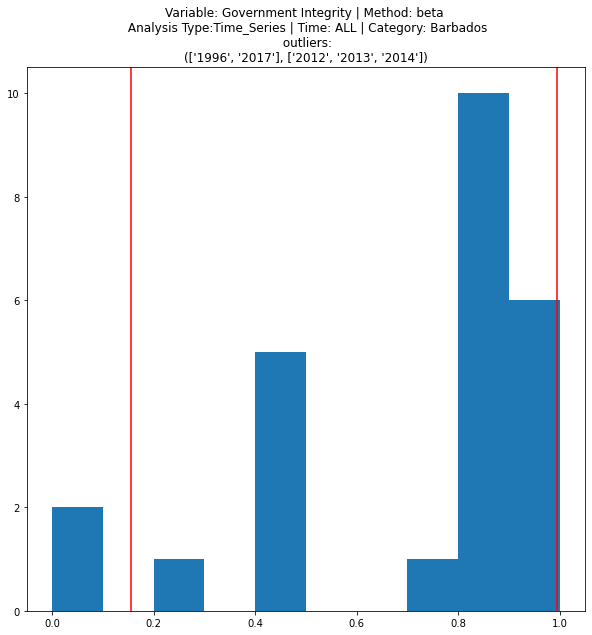 Variable: Government Integrity | Method: beta
Analysis Type:Time_Series | Time: ALL | Category: Barbados
outliers:
(['1996', '2017'], ['2012', '2013', '2014'])
10
8
6
4
2
0
0.0 0.2 0.4 0.6 0.8 1.0